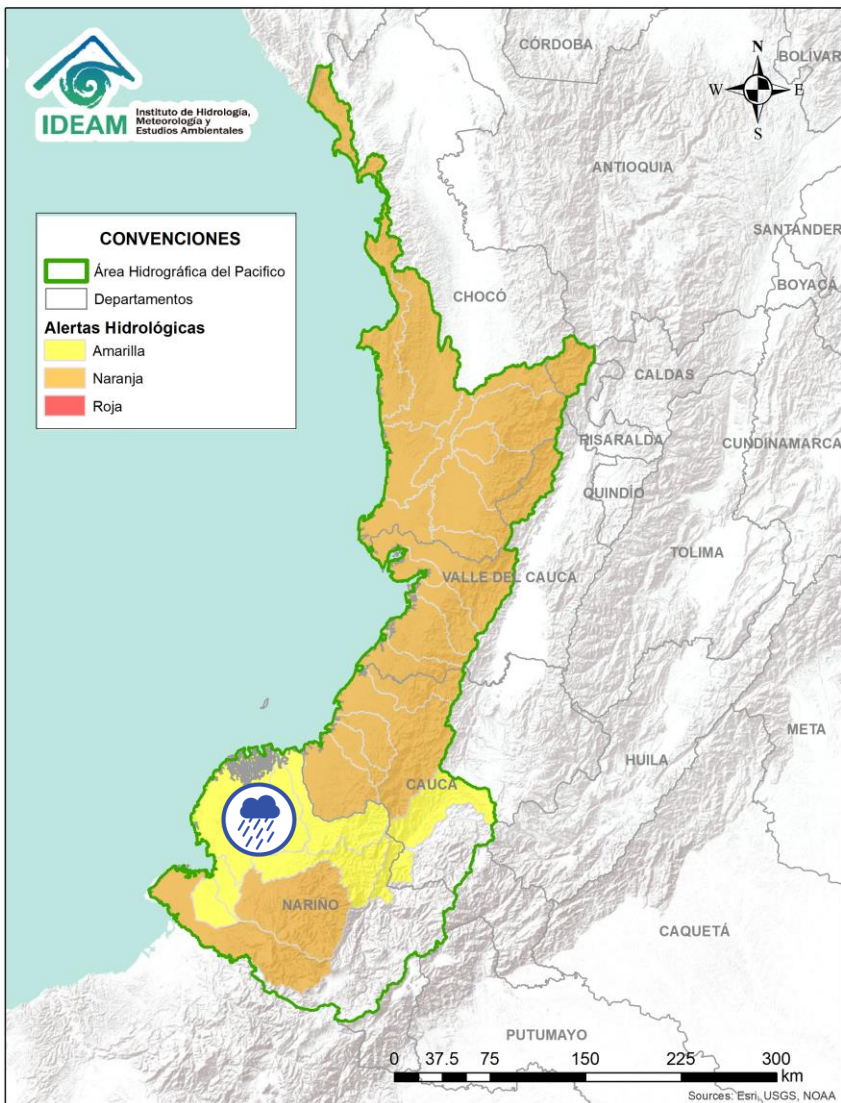 IDEAM
Instituto de Hidrología,
Meteorología y
Estudios Ambientales
CÓRDOBA
BOLÍVAR
N
W
E
S
ANTIOQUIA
SANTANDER
BOYACÁ
CONVENCIONES
Área Hidrográfica del Pacifico
Departamentos
Alertas Hidrológicas
Amarilla
Naranja
Roja
CHOCÓ
CALDAS
RISARALDA
CUNDINAMARCA
QUINDÍO
TOLIMA
VALLE DEL CAUCA
META
HUILA
CAUCA
NARIÑO
CAQUETÁ
PUTUMAYO
0 37.5 75 150 225 300
km
Sources: Esri, USGS, NOAA